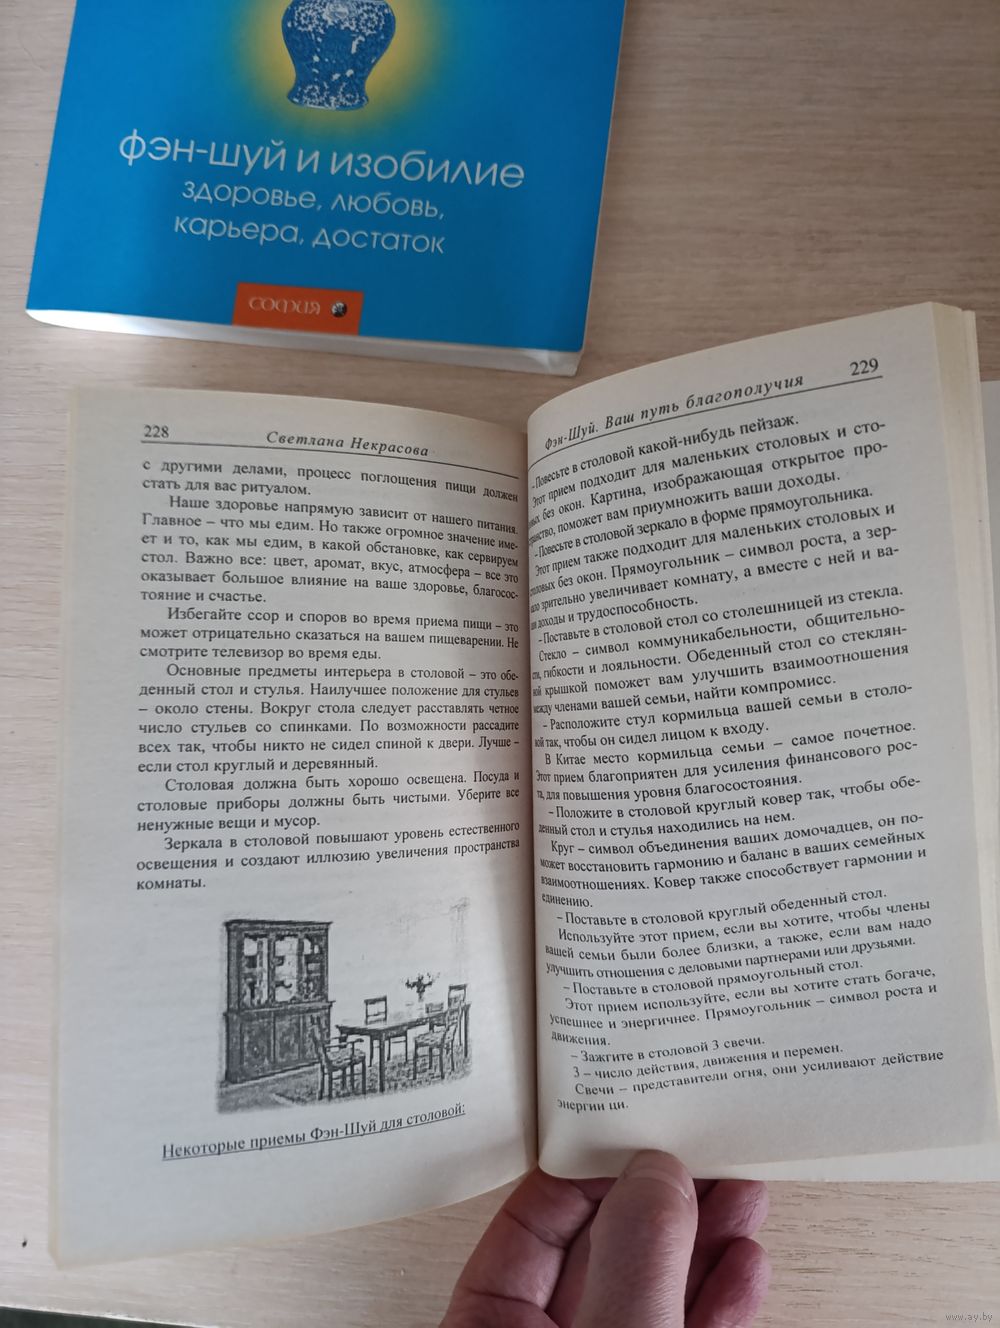 фэн-шуй и изобилие
здоровье, любовь,
карьера, достаток
софия
228
Светлана Некрасова
с другими делами, процесс поглощения пищи должен
стать для вас ритуалом.
Наше здоровье напрямую зависит от нашего питания.
Главное – что мы едим. Но также огромное значение име-
ет и то, как мы едим, в какой обстановке, как сервируем
стол. Важно все: цвет, аромат, вкус, атмосфера – все это
оказывает большое влияние на ваше здоровье, благосос-
тояние и счастье.
Избегайте ссор и споров во время приема пищи – это
может отрицательно сказаться на вашем пищеварении. Не
смотрите телевизор во время еды.
Основные предметы интерьера в столовой – это обе-
денный стол и стулья. Наилучшее положение для стульев
– около стены. Вокруг стола следует расставлять четное
число стульев со спинками. По возможности рассадите
всех так, чтобы никто не сидел спиной к двери. Лучше –
если стол круглый и деревянный.
Столовая должна быть хорошо освещена. Посуда и
столовые приборы должны быть чистыми. Уберите все
ненужные вещи и мусор.
Зеркала в столовой повышают уровень естественного
освещения и создают иллюзию увеличения пространства
комнаты.
Некоторые приемы Фэн-Шуй для столовой:
Фэн-Шуй. Ваш путь благополучия
229
– Повесьте в столовой какой-нибудь пейзаж.
Этот прием подходит для маленьких столовых и сто-
без окон. Картина, изображающая открытое про-
поможет вам приумножить ваши доходы.
– Повесьте в столовой зеркало в форме прямоугольника.
Этот прием также подходит для маленьких столовых и
без окон. Прямоугольник – символ роста, а зер-
зрительно увеличивает комнату, а вместе с ней и ва-
доходы и трудоспособность.
– Поставьте в столовой стол со столешницей из стекла.
Стекло – символ коммуникабельности, общительно-
сти, гибкости и лояльности. Обеденный стол со стеклян-
ной крышкой поможет вам улучшить взаимоотношения
между членами вашей семьи, найти компромисс.
– Расположите стул кормильца вашей семьи в столо-
вой так, чтобы он сидел лицом к входу.
В Китае место кормильца семьи – самое почетное.
Этот прием благоприятен для усиления финансового рос-
та, для повышения уровня благосостояния.
– Положите в столовой круглый ковер так, чтобы обе-
денный стол и стулья находились на нем.
Круг – символ объединения ваших домочадцев, он по-
может восстановить гармонию и баланс в ваших семейных
взаимоотношениях. Ковер также способствует гармонии и
единению.
– Поставьте в столовой круглый обеденный стол.
Используйте этот прием, если вы хотите, чтобы члены
вашей семьи были более близки, а также, если вам надо
улучшить отношения с деловыми партнерами или друзьями.
– Поставьте в столовой прямоугольный стол.
Этот прием используйте, если вы хотите стать богаче,
успешнее и энергичнее. Прямоугольник – символ роста и
движения.
– Зажгите в столовой 3 свечи.
3 – число действия, движения и перемен.
Свечи – представители огня, они усиливают действие
энергии ци.
www.ay.by